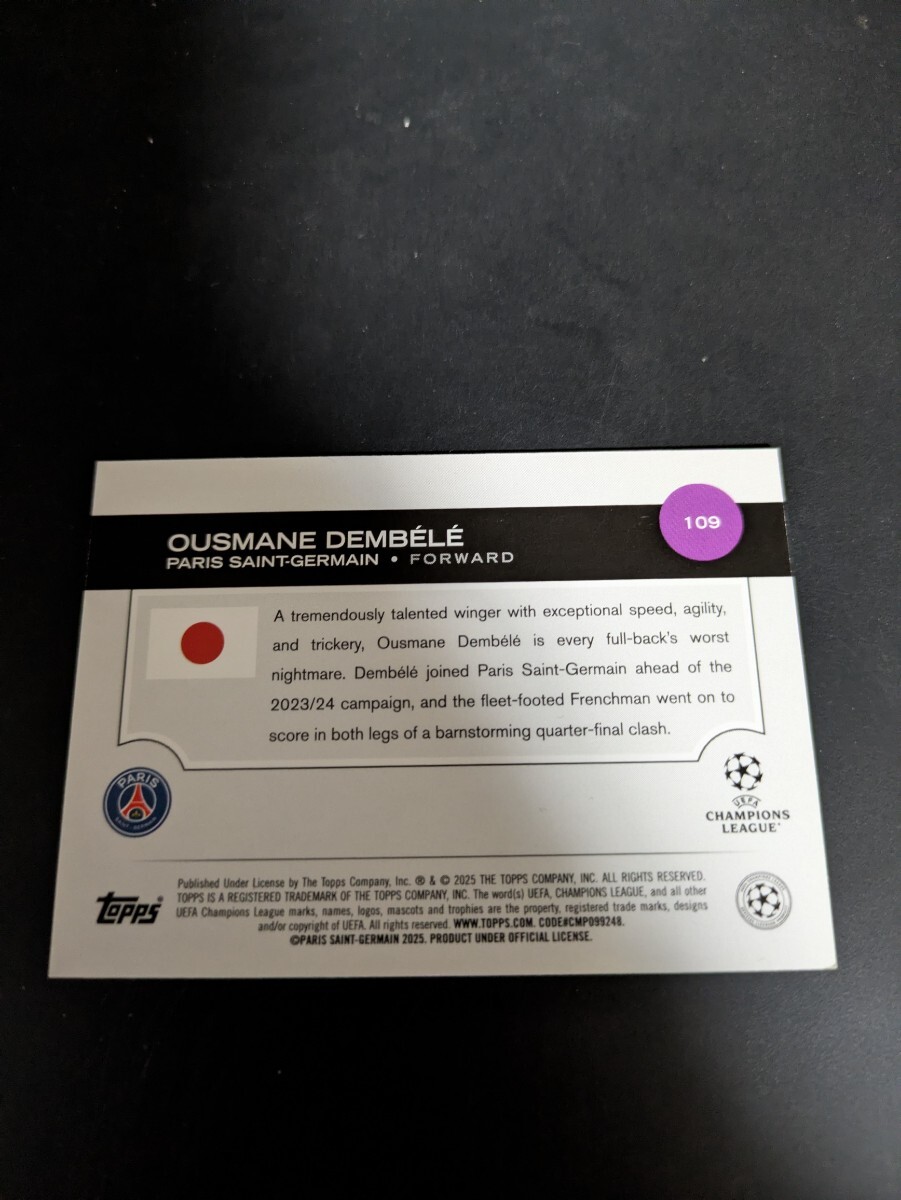 109
OUSMANE DEMBÉLÉ
PARIS SAINT-GERMAIN • FORWARD
A tremendously talented winger with exceptional speed, agility,
and trickery, Ousmane Dembélé is every full-back's worst
nightmare. Dembélé joined Paris Saint-Germain ahead of the
2023/24 campaign, and the fleet-footed Frenchman went on to
score in both legs of a barnstorming quarter-final clash.
PARIS
SAINT-GERMAIN
UEFA
CHAMPIONS
LEAGUE
Topps®
Published Under License by The Topps Company, Inc. ® & © 2025 THE TOPPS COMPANY, INC. ALL RIGHTS RESERVED.
TOPPS IS A REGISTERED TRADEMARK OF THE TOPPS COMPANY, INC. The word(s) UEFA, CHAMPIONS LEAGUE, and all other
UEFA Champions League marks, names, logos, mascots and trophies are the property, registered trade marks, designs
and/or copyright of UEFA. All rights reserved. WWW.TOPPS.COM. CODE#CMP099248.
©PARIS SAINT-GERMAIN 2025. PRODUCT UNDER OFFICIAL LICENSE.